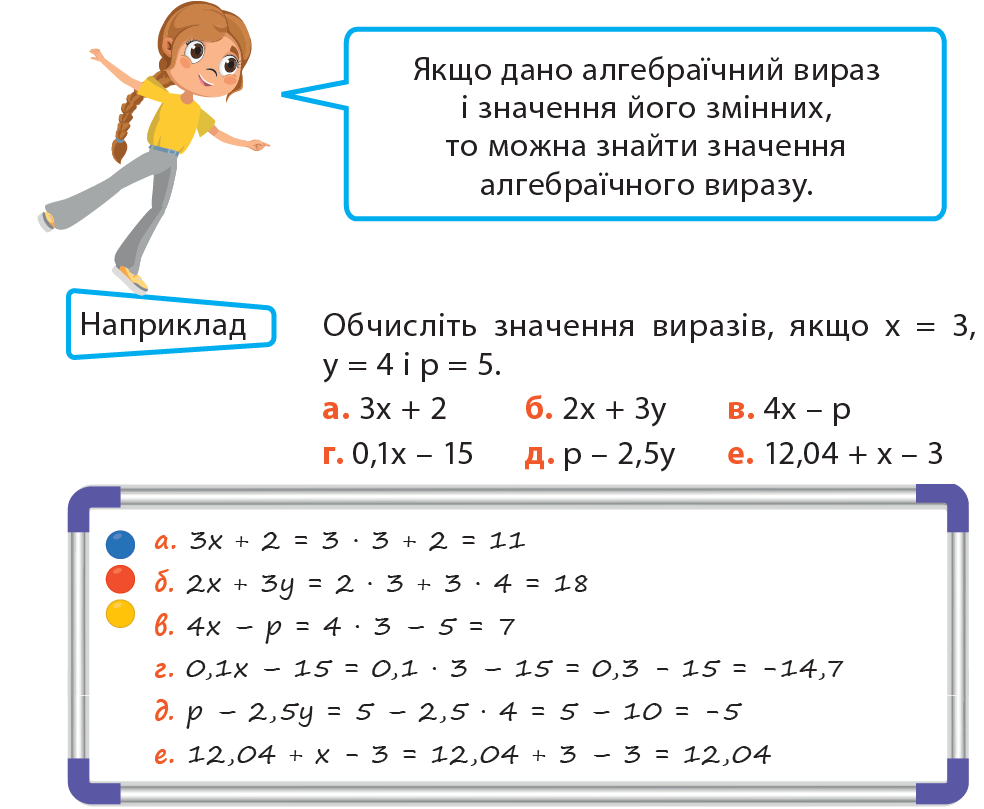 Якщо дано алгебраїчний вираз
і значення його змінних,
то можна знайти значення
алгебраїчного виразу.
Наприклад
Обчисліть значення виразів, якщо x = 3,
y = 4 і p = 5.
а. 3x + 2 б. 2x + 3y в. 4x – p
г. 0,1x – 15 д. p – 2,5y е. 12,04 + x – 3
а. 3x + 2 = 3 · 3 + 2 = 11
б. 2x + 3y = 2 · 3 + 3 · 4 = 18
в. 4x – p = 4 · 3 – 5 = 7
г. 0,1x – 15 = 0,1 · 3 – 15 = 0,3 - 15 = -14,7
д. p – 2,5y = 5 – 2,5 · 4 = 5 – 10 = -5
е. 12,04 + x - 3 = 12,04 + 3 – 3 = 12,04